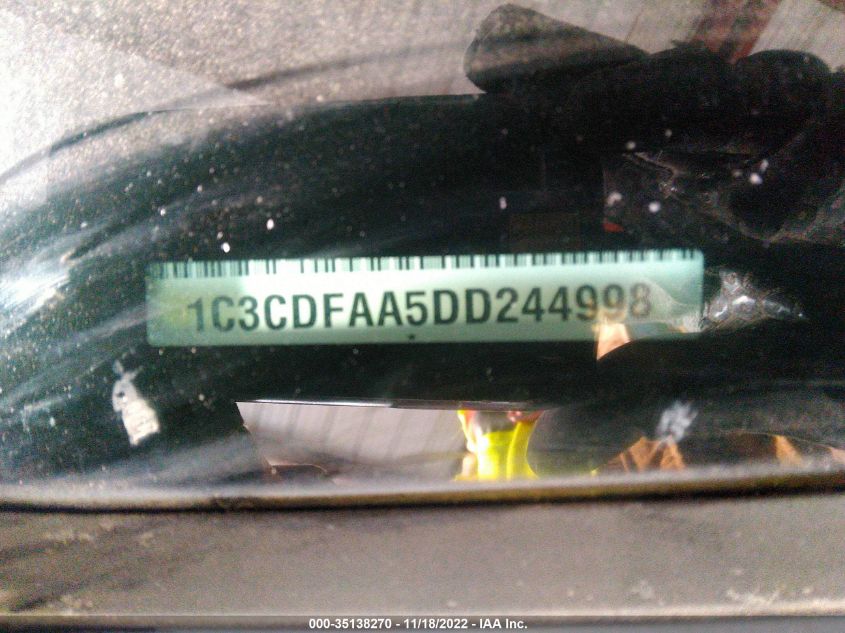 1C3CDFAA5DD244998
000-35138270 - 11/18/2022 - IAA Inc.